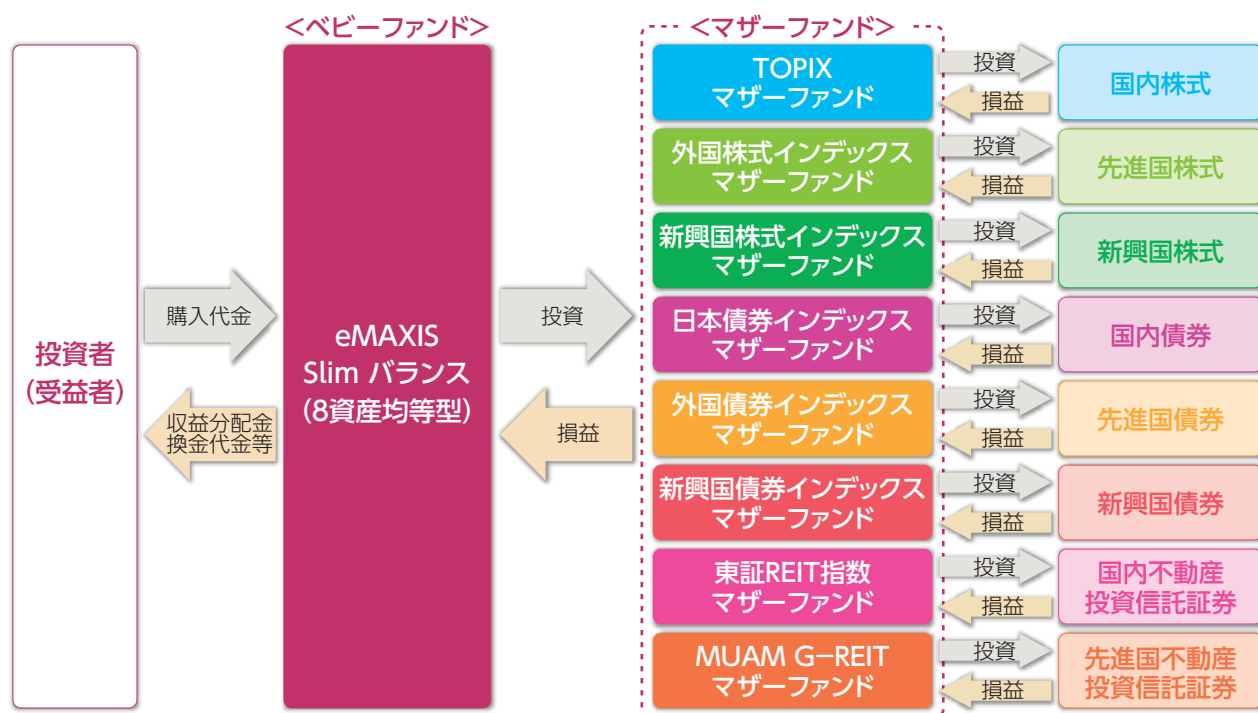 <ベビーファンド>
<マザーファンド>
投資者
(受益者)
購入代金
収益分配金
換金代金等
eMAXIS
Slim バランス
(8資産均等型)
投資
損益
TOPIX
マザーファンド
投資
損益
国内株式
外国株式インデックス
マザーファンド
投資
損益
先進国株式
新興国株式インデックス
マザーファンド
投資
損益
新興国株式
日本債券インデックス
マザーファンド
投資
損益
国内債券
外国債券インデックス
マザーファンド
投資
損益
先進国債券
新興国債券インデックス
マザーファンド
投資
損益
新興国債券
東証REIT指数
マザーファンド
投資
損益
国内不動産
投資信託証券
MUAM G−REIT
マザーファンド
投資
損益
先進国不動産
投資信託証券